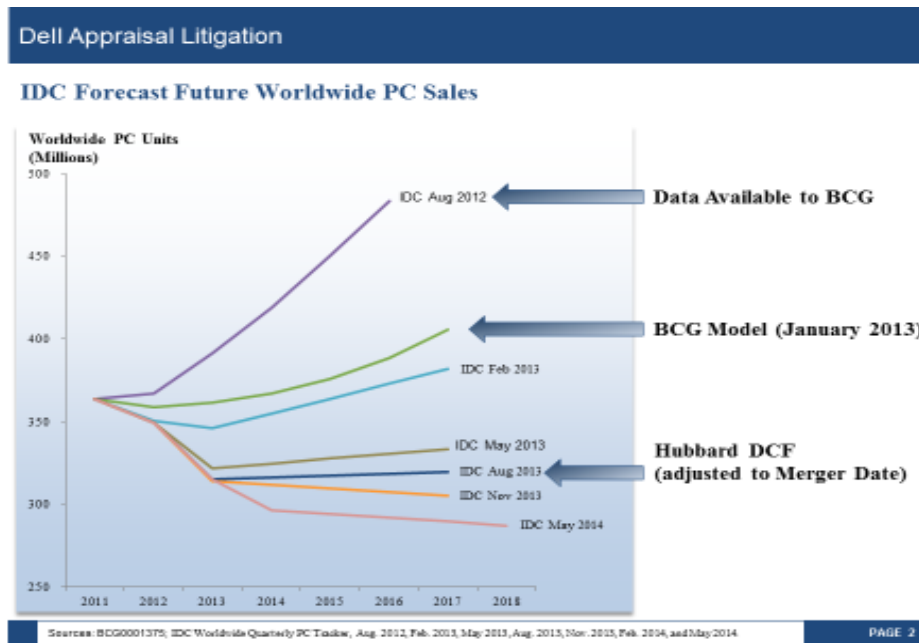 Dell Appraisal Litigation
IDC Forecast Future Worldwide PC Sales
Worldwide PC Units
(Millions)
500
IDC Aug 2012
Data Available to BCG
450
400
BCG Model (January 2013)
IDC Feb 2013
350
IDC May 2013
Hubbard DCF
IDC Aug 2013
(adjusted to Merger Date)
IDC Nov 2013
300
IDC May 2014
250
2011 2012 2013 2014 2015 2016 2017 2018
Sources: BCG0001375; IDC Worldwide Quarterly PC Tracker, Aug. 2012, Feb. 2013, May 2013, Aug. 2013, Nov. 2013, Feb. 2014, and May 2014
PAGE 2